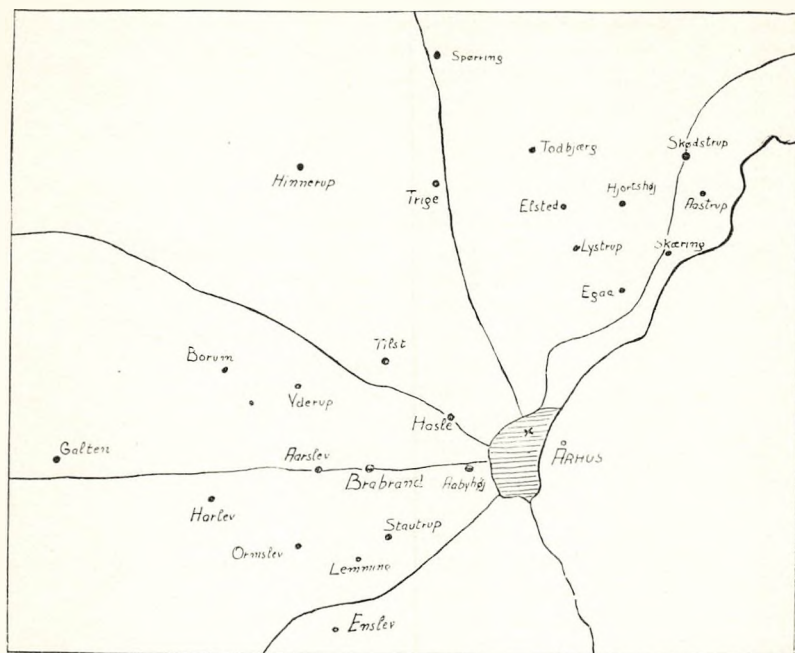 Spørring
Todbjærg
Skødstrup
Hinnerup
Trige
Elsted
Hjortshøj
Aastrup
Lystrup
Skæring
Egaa
Tilst
Borum
Yderup
Hasle
Galten
Aarslev
Brabrand
Aabyhøj
ÅRHUS
Harlev
Stautrup
Ormslev
Lemming
Enslev